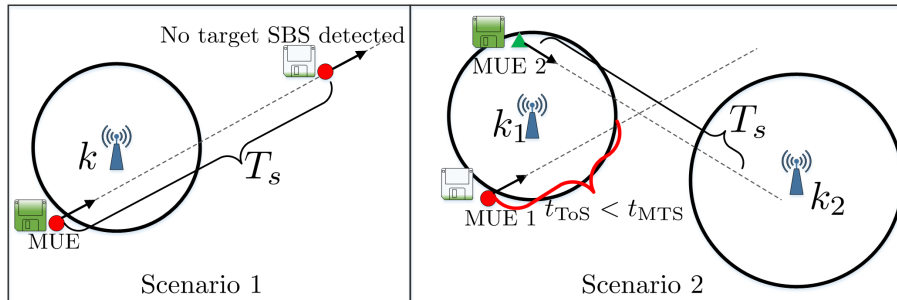 No target SBS detected
k
T_s
MUE
Scenario 1
MUE 2
k_1
T_s
k_2
MUE 1
t_ToS < t_MTS
Scenario 2